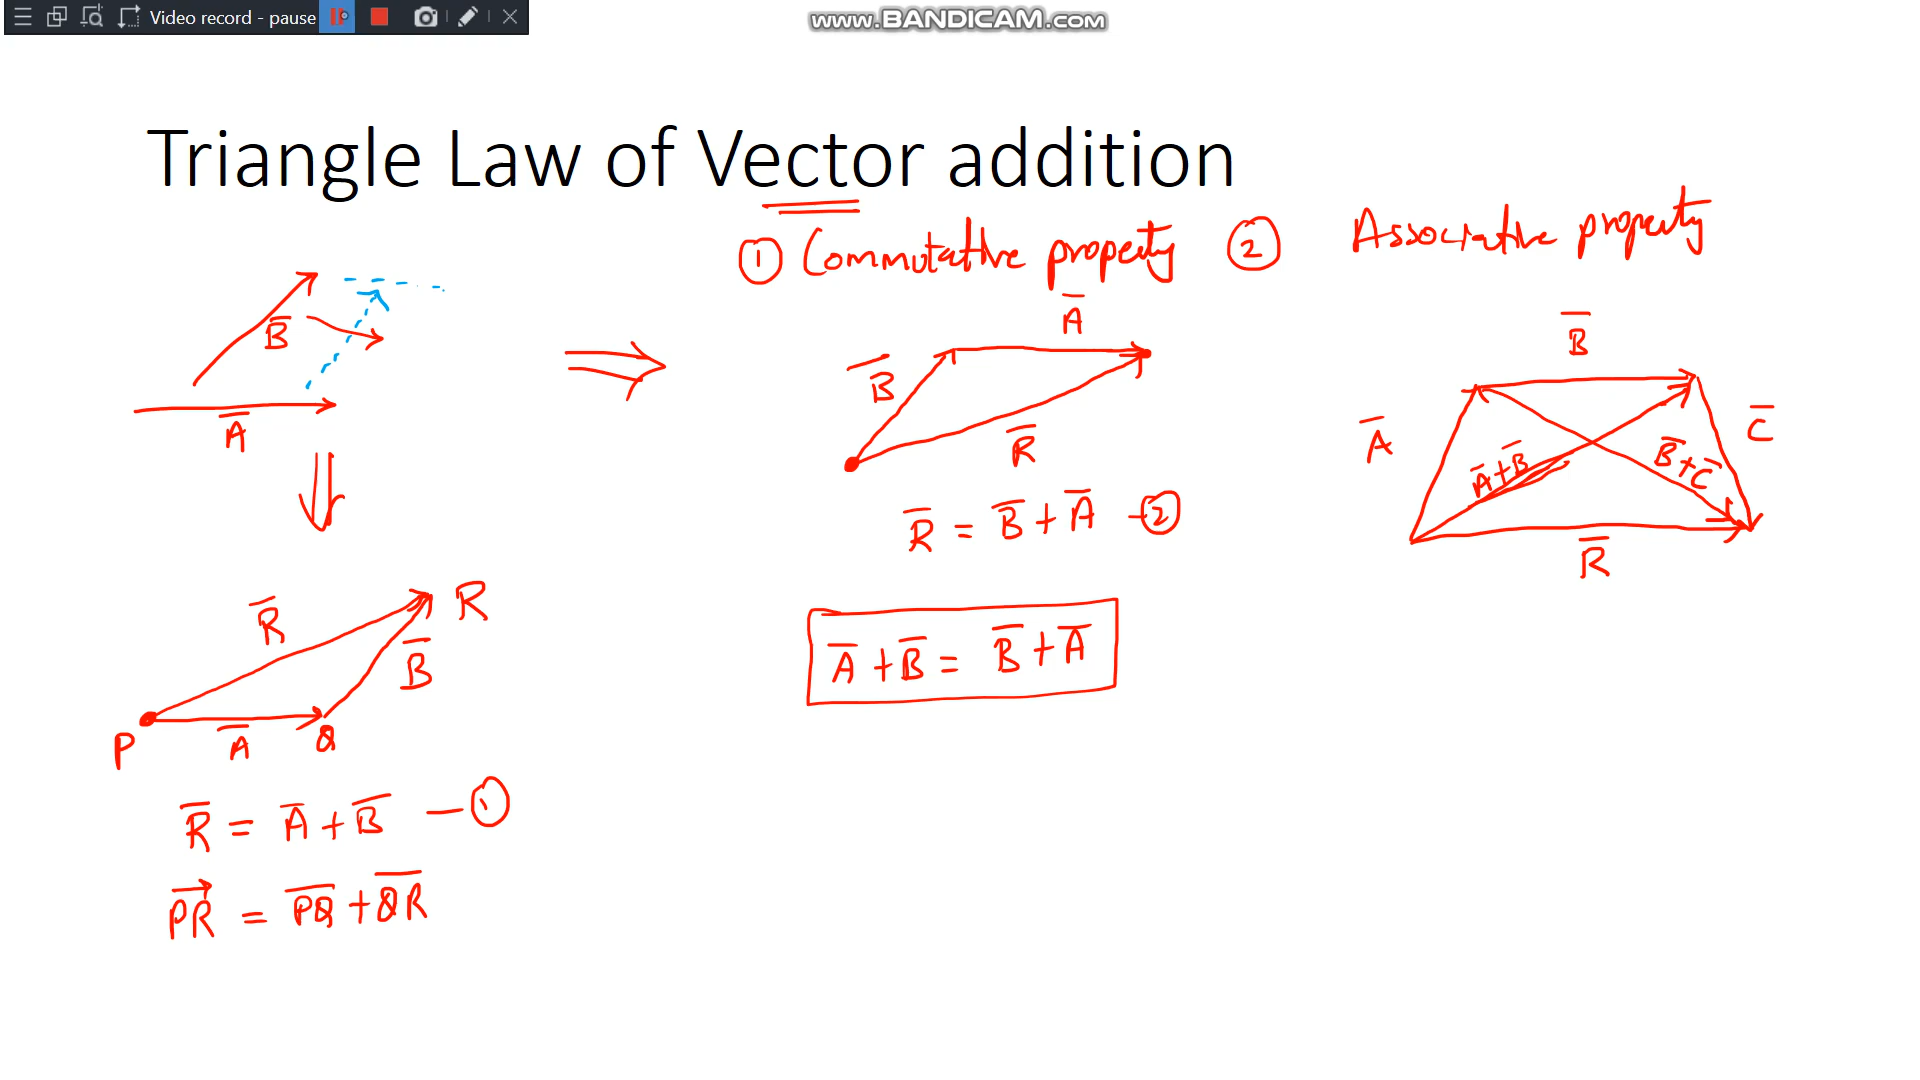 Video record - pause
www.BANDICAM.com
Triangle Law of Vector addition
① Commutative property
② Associative property
B̅
A̅
R̅
R
B̅
P
A̅
Q
R̅ = A̅ + B̅ — ①
P⃗R⃗ = P̅Q̅ + Q̅R̅
A̅
B̅
R̅
R̅ = B̅ + A̅ - ②
A̅ + B̅ = B̅ + A̅
B̅
A̅
C̅
A̅+B̅
B̅+C̅
R̅